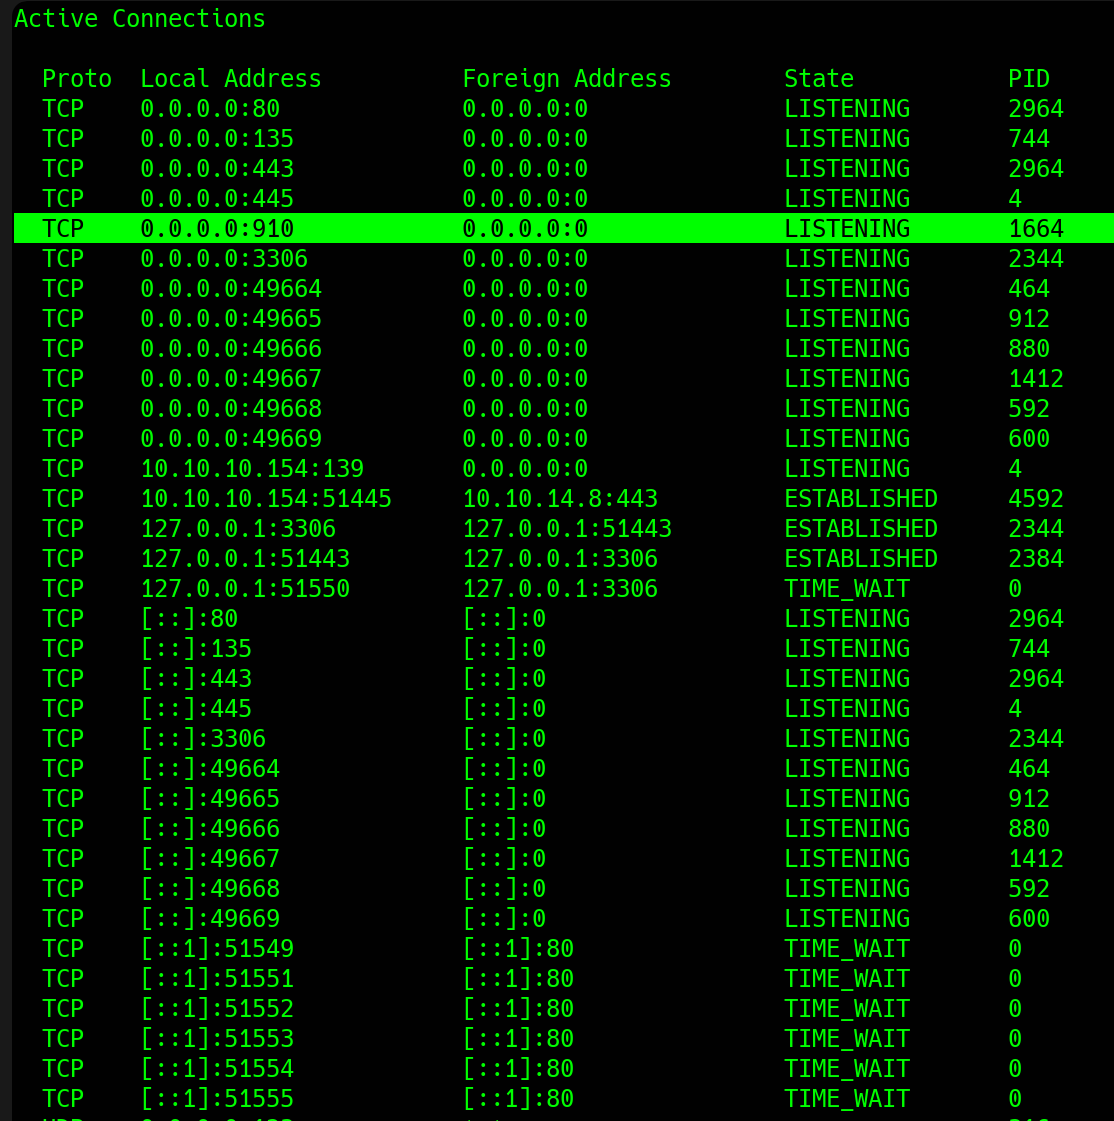 Active Connections
Proto  Local Address          Foreign Address        State           PID
TCP    0.0.0.0:80             0.0.0.0:0              LISTENING       2964
TCP    0.0.0.0:135            0.0.0.0:0              LISTENING       744
TCP    0.0.0.0:443            0.0.0.0:0              LISTENING       2964
TCP    0.0.0.0:445            0.0.0.0:0              LISTENING       4
TCP    0.0.0.0:910            0.0.0.0:0              LISTENING       1664
TCP    0.0.0.0:3306           0.0.0.0:0              LISTENING       2344
TCP    0.0.0.0:49664          0.0.0.0:0              LISTENING       464
TCP    0.0.0.0:49665          0.0.0.0:0              LISTENING       912
TCP    0.0.0.0:49666          0.0.0.0:0              LISTENING       880
TCP    0.0.0.0:49667          0.0.0.0:0              LISTENING       1412
TCP    0.0.0.0:49668          0.0.0.0:0              LISTENING       592
TCP    0.0.0.0:49669          0.0.0.0:0              LISTENING       600
TCP    10.10.10.154:139       0.0.0.0:0              LISTENING       4
TCP    10.10.10.154:51445     10.10.14.8:443         ESTABLISHED     4592
TCP    127.0.0.1:3306         127.0.0.1:51443        ESTABLISHED     2344
TCP    127.0.0.1:51443        127.0.0.1:3306         ESTABLISHED     2384
TCP    127.0.0.1:51550        127.0.0.1:3306         TIME_WAIT       0
TCP    [::]:80                [::]:0                 LISTENING       2964
TCP    [::]:135               [::]:0                 LISTENING       744
TCP    [::]:443               [::]:0                 LISTENING       2964
TCP    [::]:445               [::]:0                 LISTENING       4
TCP    [::]:3306              [::]:0                 LISTENING       2344
TCP    [::]:49664             [::]:0                 LISTENING       464
TCP    [::]:49665             [::]:0                 LISTENING       912
TCP    [::]:49666             [::]:0                 LISTENING       880
TCP    [::]:49667             [::]:0                 LISTENING       1412
TCP    [::]:49668             [::]:0                 LISTENING       592
TCP    [::]:49669             [::]:0                 LISTENING       600
TCP    [::1]:51549            [::1]:80               TIME_WAIT       0
TCP    [::1]:51551            [::1]:80               TIME_WAIT       0
TCP    [::1]:51552            [::1]:80               TIME_WAIT       0
TCP    [::1]:51553            [::1]:80               TIME_WAIT       0
TCP    [::1]:51554            [::1]:80               TIME_WAIT       0
TCP    [::1]:51555            [::1]:80               TIME_WAIT       0